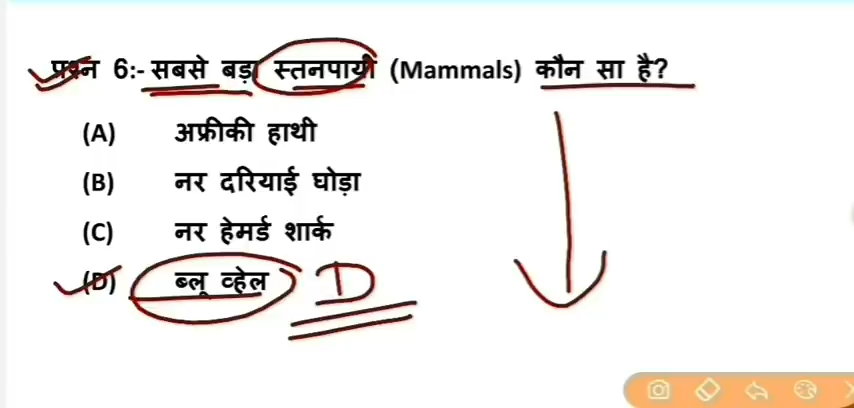 प्रश्न 6:- सबसे बड़ा स्तनपायी (Mammals) कौन सा है?
(A) अफ्रीकी हाथी
(B) नर दरियाई घोड़ा
(C) नर हेमर्ड शार्क
(D) ब्लू व्हेल D